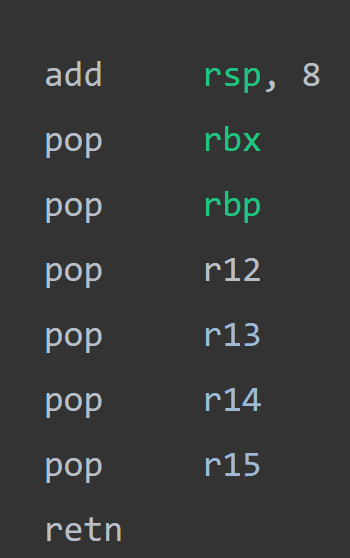 add rsp, 8
pop rbx
pop rbp
pop r12
pop r13
pop r14
pop r15
retn